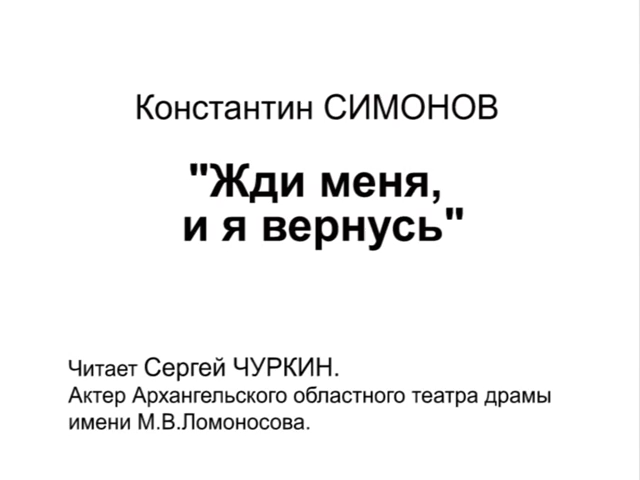 Константин СИМОНОВ
"Жди меня,
и я вернусь"
Читает Сергей ЧУРКИН.
Актер Архангельского областного театра драмы
имени М.В.Ломоносова.